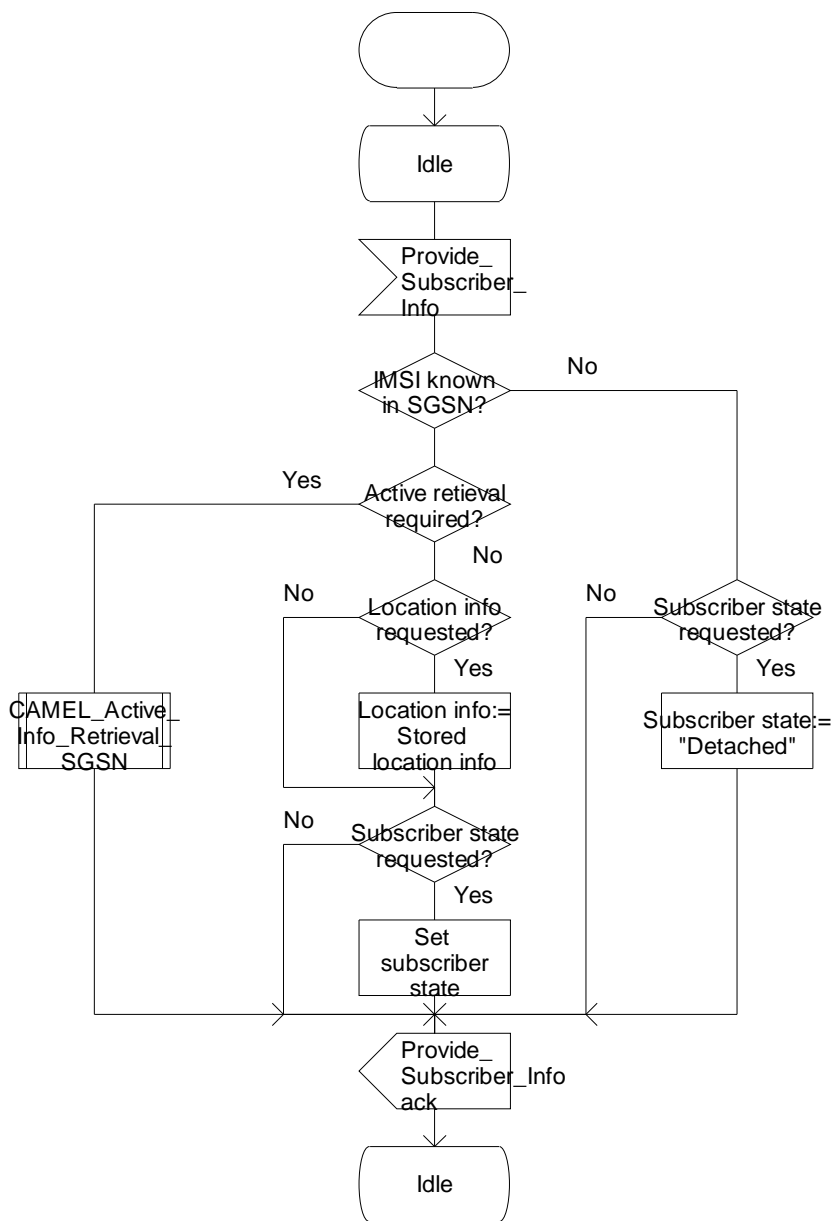 Idle
Provide_
Subscriber_
Info
IMSI known
in SGSN?
No
Yes
Active retieval
required?
No
No
Location info
requested?
Yes
No
Subscriber state
requested?
Yes
CAMEL_Active_
Info_Retrieval_
SGSN
Location info:=
Stored
location info
Subscriber state:=
"Detached"
No
Subscriber state
requested?
Yes
Set
subscriber
state
Provide_
Subscriber_Info
ack
Idle